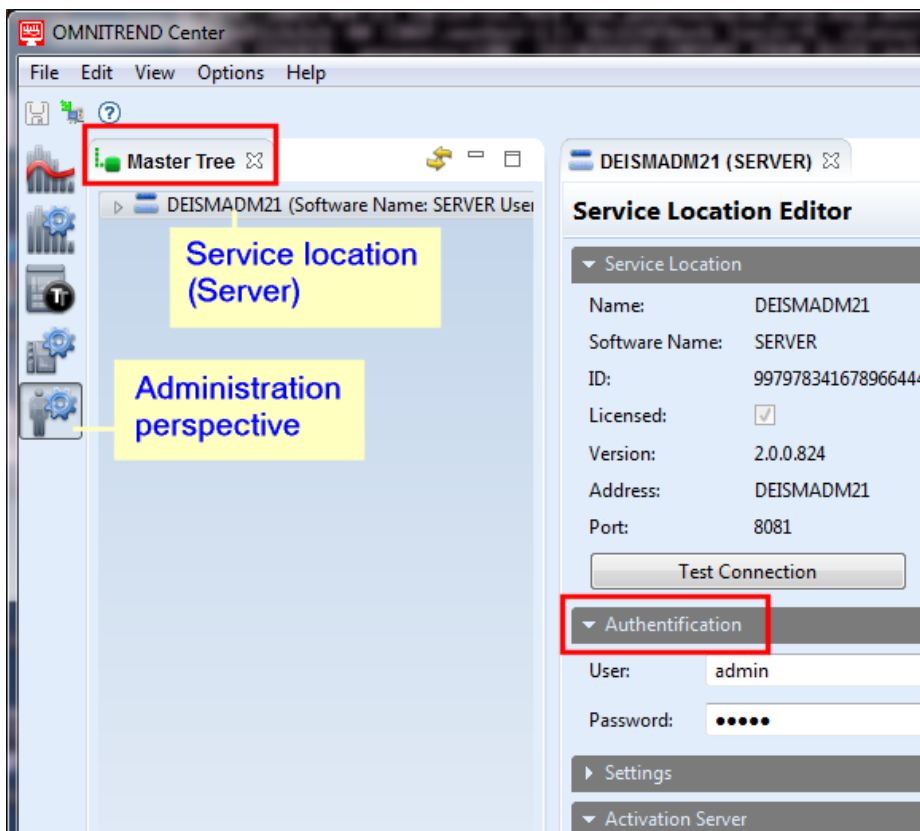 OMNITREND Center
File Edit View Options Help
Master Tree
DEISMADM21 (Software Name: SERVER User
Service location
(Server)
Administration
perspective
DEISMADM21 (SERVER)
Service Location Editor
Service Location
Name: DEISMADM21
Software Name: SERVER
ID: 997978341678966444
Licensed:
Version: 2.0.0.824
Address: DEISMADM21
Port: 8081
Test Connection
Authentification
User: admin
Password: •••••
Settings
Activation Server